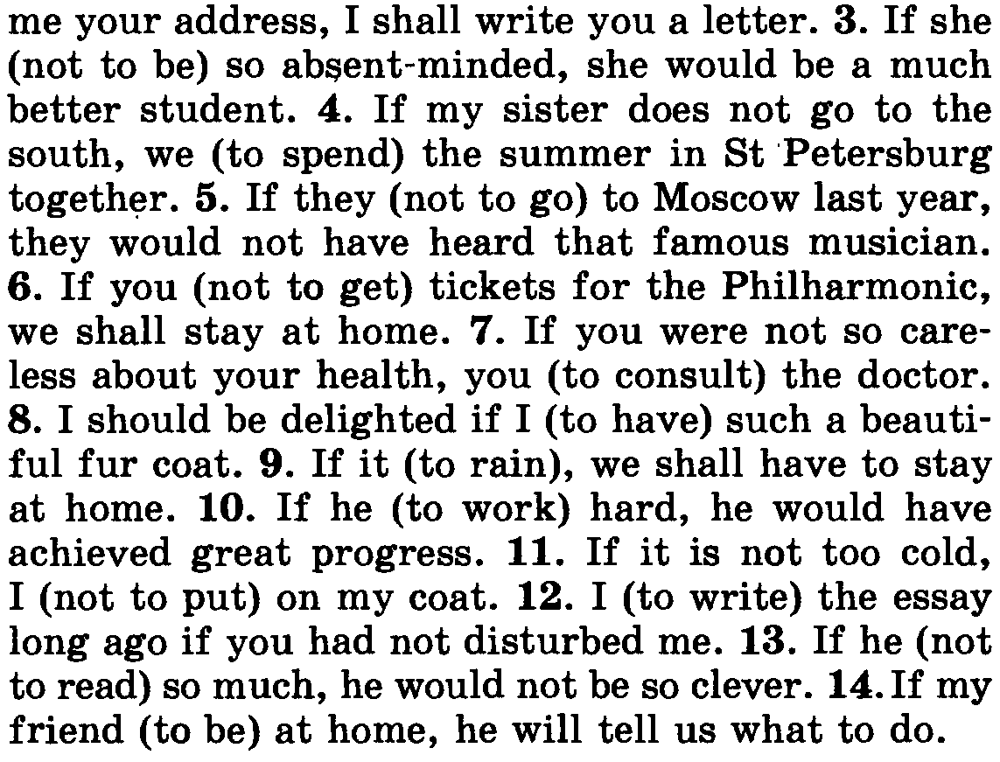 me your address, I shall write you a letter. 3. If she
(not to be) so absent-minded, she would be a much
better student. 4. If my sister does not go to the
south, we (to spend) the summer in St Petersburg
together. 5. If they (not to go) to Moscow last year,
they would not have heard that famous musician.
6. If you (not to get) tickets for the Philharmonic,
we shall stay at home. 7. If you were not so care-
less about your health, you (to consult) the doctor.
8. I should be delighted if I (to have) such a beauti-
ful fur coat. 9. If it (to rain), we shall have to stay
at home. 10. If he (to work) hard, he would have
achieved great progress. 11. If it is not too cold,
I (not to put) on my coat. 12. I (to write) the essay
long ago if you had not disturbed me. 13. If he (not
to read) so much, he would not be so clever. 14. If my
friend (to be) at home, he will tell us what to do.